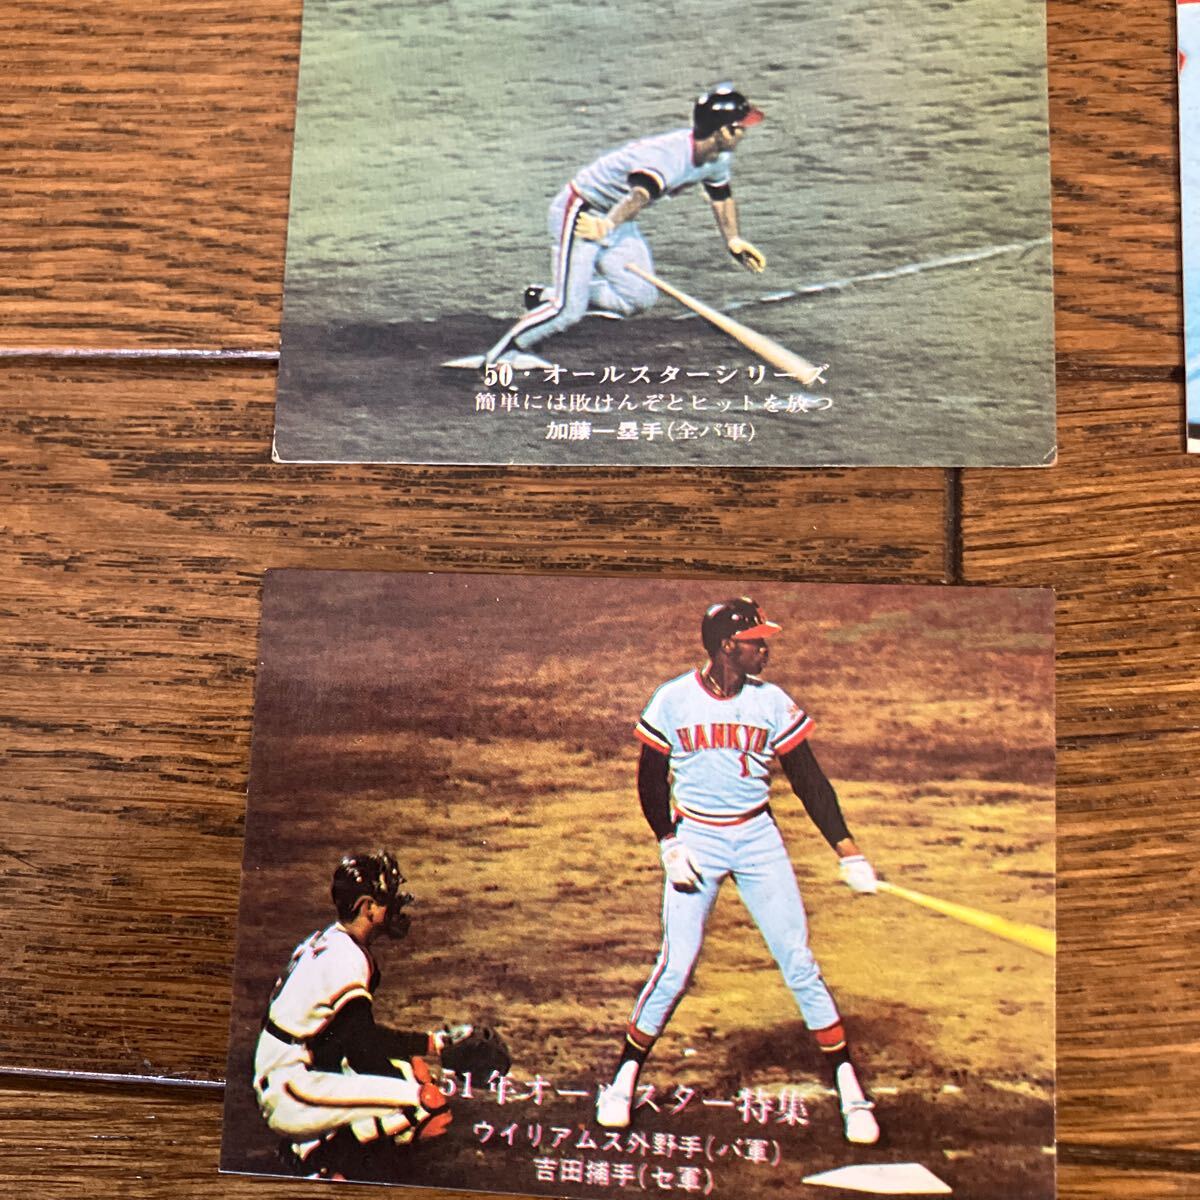 50・オールスターシリーズ
簡単には敗けんぞとヒットを放つ
加藤一塁手(全パ軍)
HANKYU
1
51年オールスター特集
ウイリアムス外野手(パ軍)
吉田捕手(セ軍)